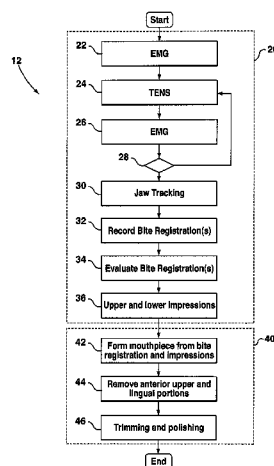 Start
12
20
22
EMG
24
TENS
26
EMG
28
30
Jaw Tracking
32
Record Bite Registration(s)
34
Evaluate Bite Registration(s)
36
Upper and lower Impressions
40
42
Form mouthpiece from bite
registration and impressions
44
Remove anterior upper and
lingual portions
46
Trimming end polishing
End